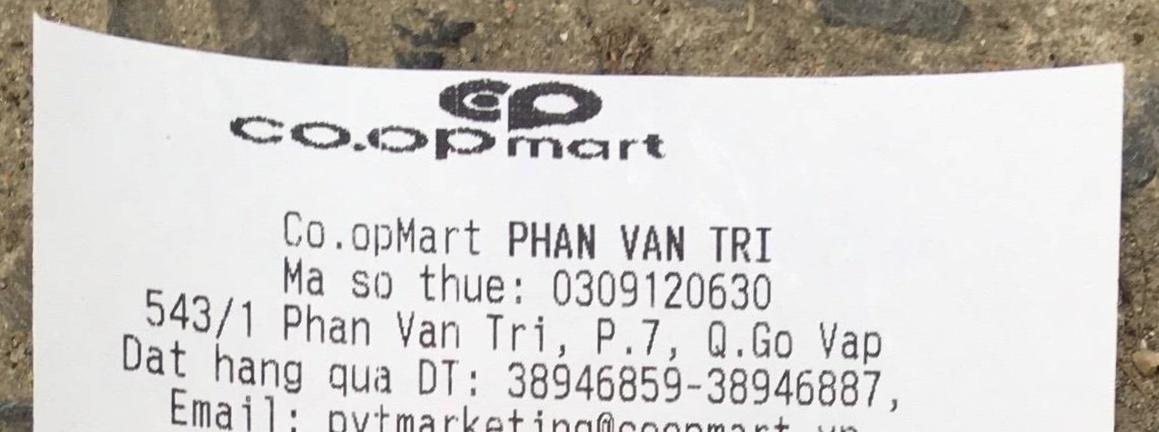 co.opmart
Co.opMart PHAN VAN TRI
Ma so thue: 0309120630
543/1 Phan Van Tri, P.7, Q.Go Vap
Dat hang qua DT: 38946859-38946887,
Email: